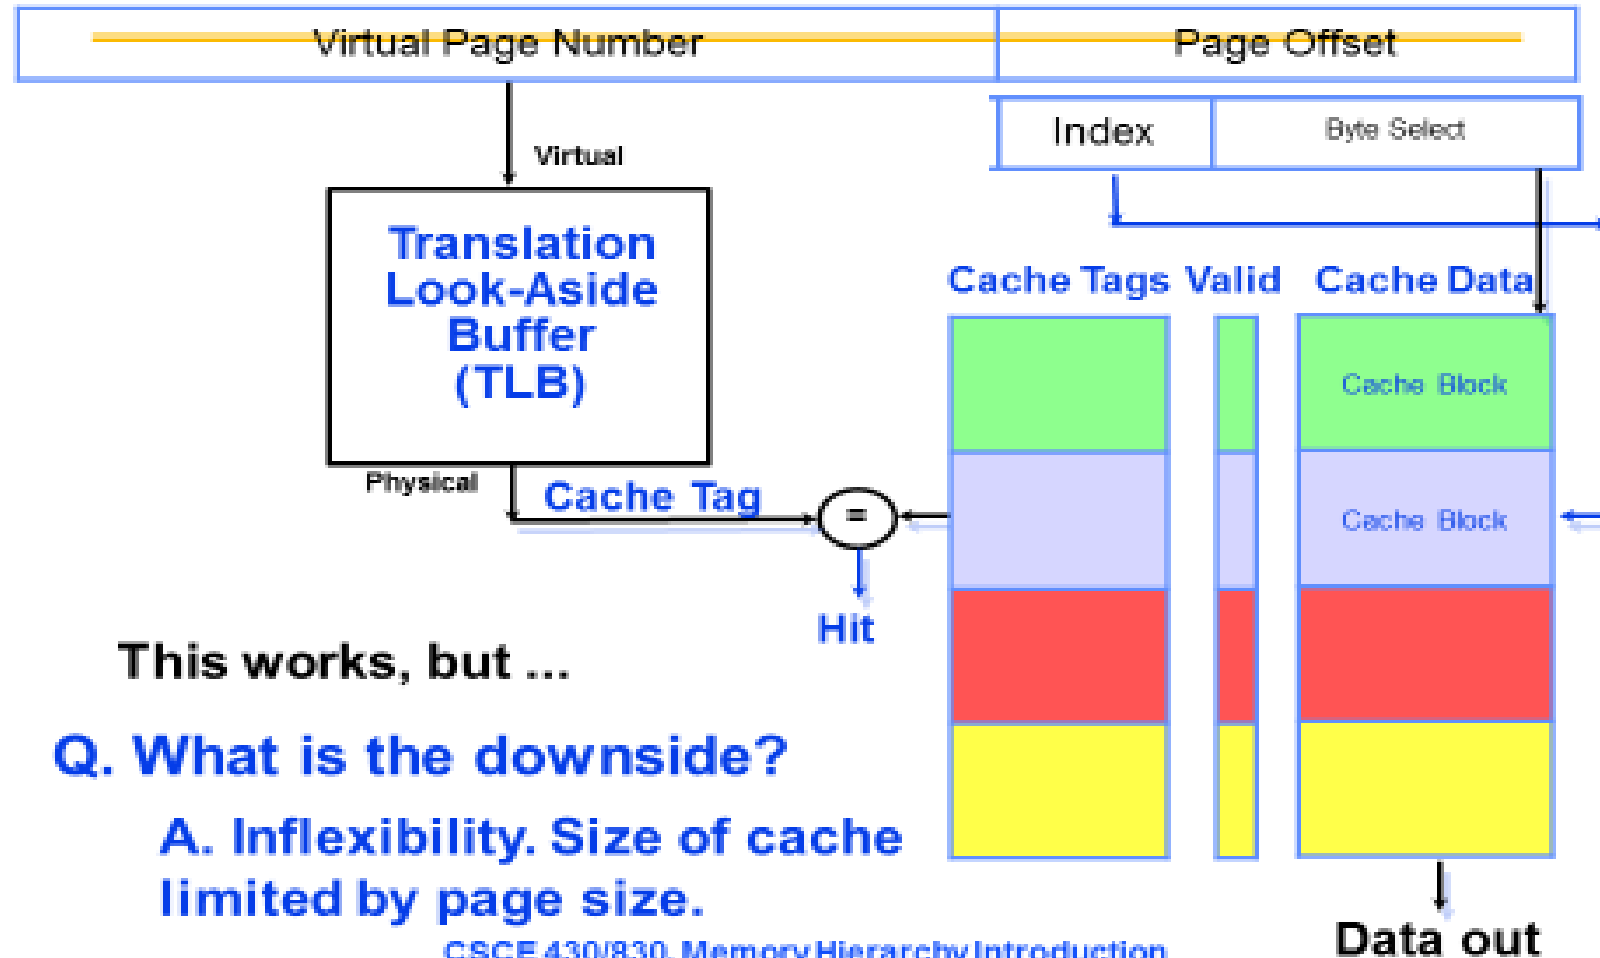 Virtual Page Number Page Offset
Index Byte Select
Virtual
Translation
Look-Aside
Buffer
(TLB)
Cache Tags Valid Cache Data
Cache Block
Physical
Cache Tag
=
Cache Block
Hit
This works, but ...
Q. What is the downside?
A. Inflexibility. Size of cache
limited by page size.
Data out
CSCE 430/830, Memory Hierarchy Introduction